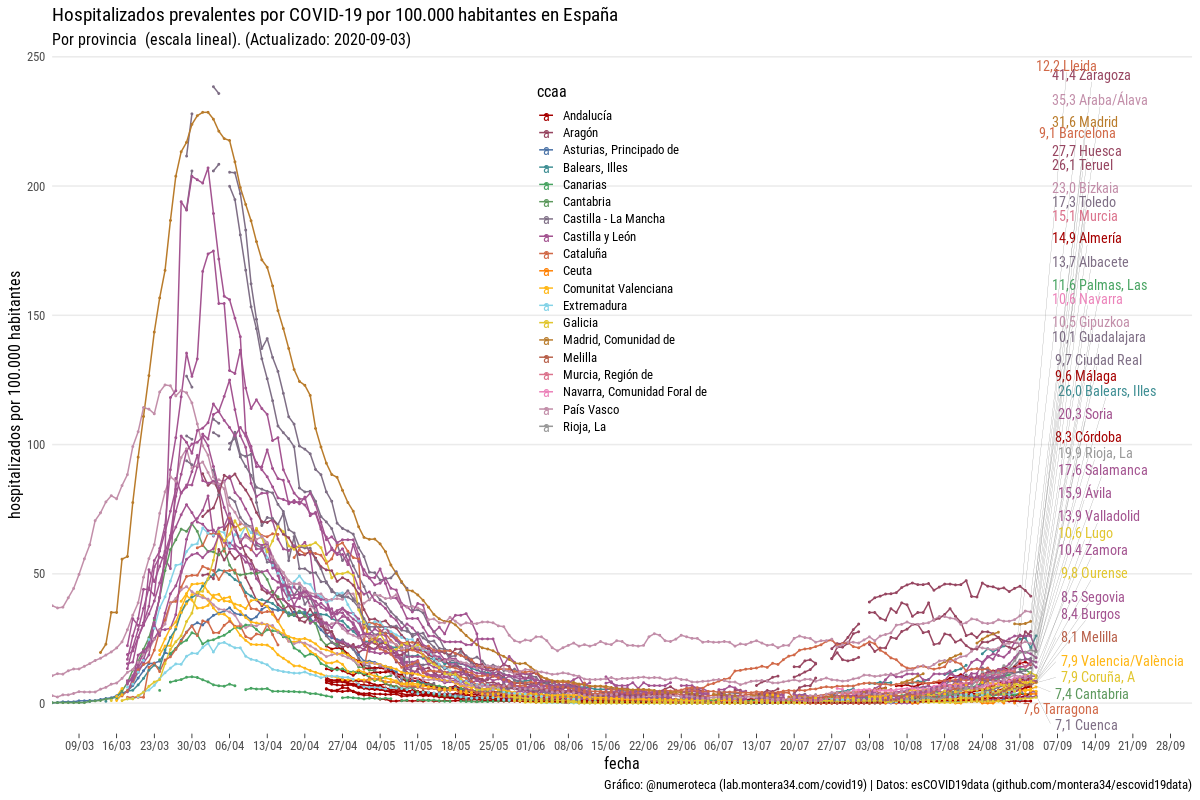 Hospitalizados prevalentes por COVID-19 por 100.000 habitantes en España
Por provincia  (escala lineal). (Actualizado: 2020-09-03)
hospitalizados por 100.000 habitantes
250
200
150
100
50
0
ccaa
Andalucía
Aragón
Asturias, Principado de
Balears, Illes
Canarias
Cantabria
Castilla - La Mancha
Castilla y León
Cataluña
Ceuta
Comunitat Valenciana
Extremadura
Galicia
Madrid, Comunidad de
Melilla
Murcia, Región de
Navarra, Comunidad Foral de
País Vasco
Rioja, La
12,2 Lleida
41,4 Zaragoza
35,3 Araba/Álava
31,6 Madrid
9,1 Barcelona
27,7 Huesca
26,1 Teruel
23,0 Bizkaia
17,3 Toledo
15,1 Murcia
14,9 Almería
13,7 Albacete
11,6 Palmas, Las
10,6 Navarra
10,5 Gipuzkoa
10,1 Guadalajara
9,7 Ciudad Real
9,6 Málaga
26,0 Balears, Illes
20,3 Soria
8,3 Córdoba
19,9 Rioja, La
17,6 Salamanca
15,9 Ávila
13,9 Valladolid
10,6 Lugo
10,4 Zamora
9,8 Ourense
8,5 Segovia
8,4 Burgos
8,1 Melilla
7,9 Valencia/València
7,9 Coruña, A
7,4 Cantabria
7,6 Tarragona
7,1 Cuenca
09/03 16/03 23/03 30/03 06/04 13/04 20/04 27/04 04/05 11/05 18/05 25/05 01/06 08/06 15/06 22/06 29/06 06/07 13/07 20/07 27/07 03/08 10/08 17/08 24/08 31/08 07/09 14/09 21/09 28/09
fecha
Gráfico: @numeroteca (lab.montera34.com/covid19) | Datos: esCOVID19data (github.com/montera34/escovid19data)